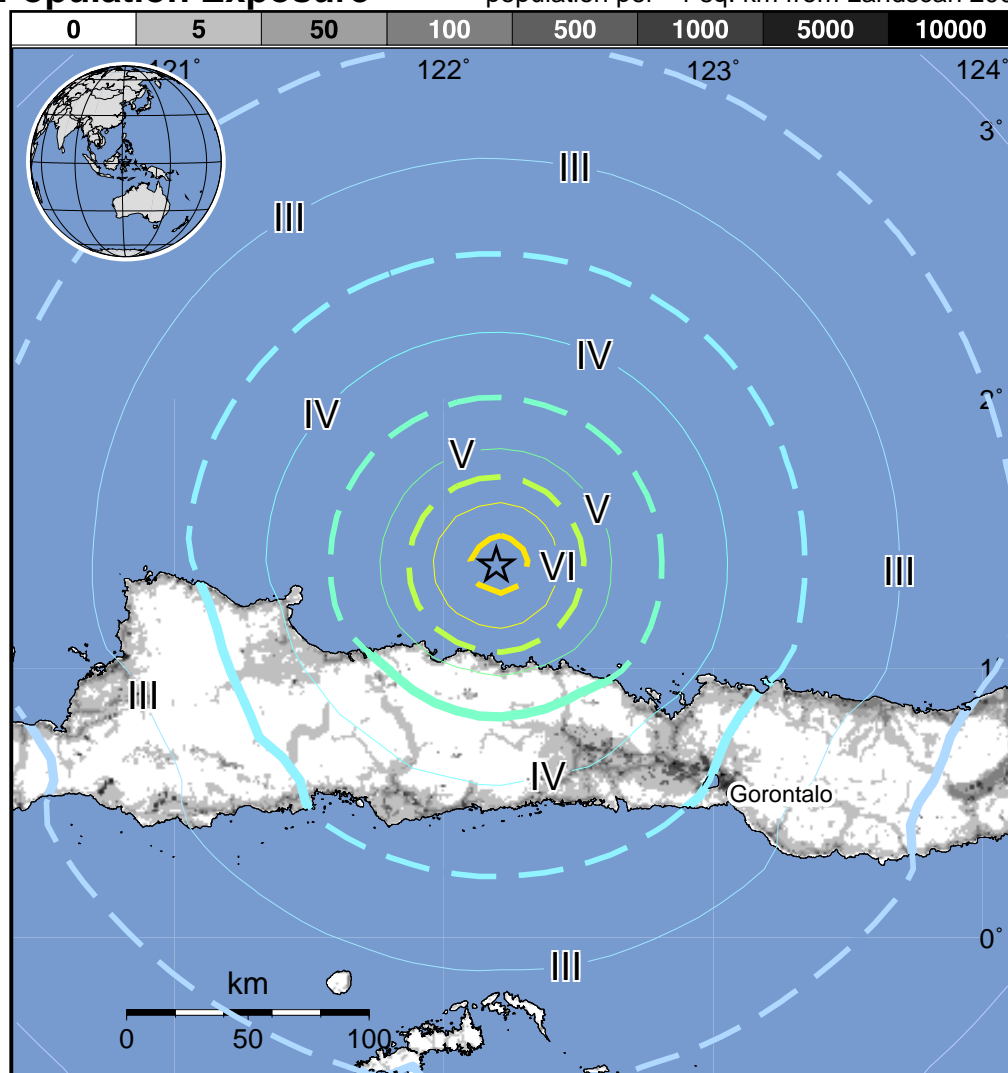 Population Exposure
population per ~1 sq. km from Landscan
0 5 50 100 500 1000 5000 10000
121° 122° 123° 124°
3°
III
III
IV
IV
2°
V
V
VI
III
1°
III
IV
Gorontalo
0°
III
km
0 50 100